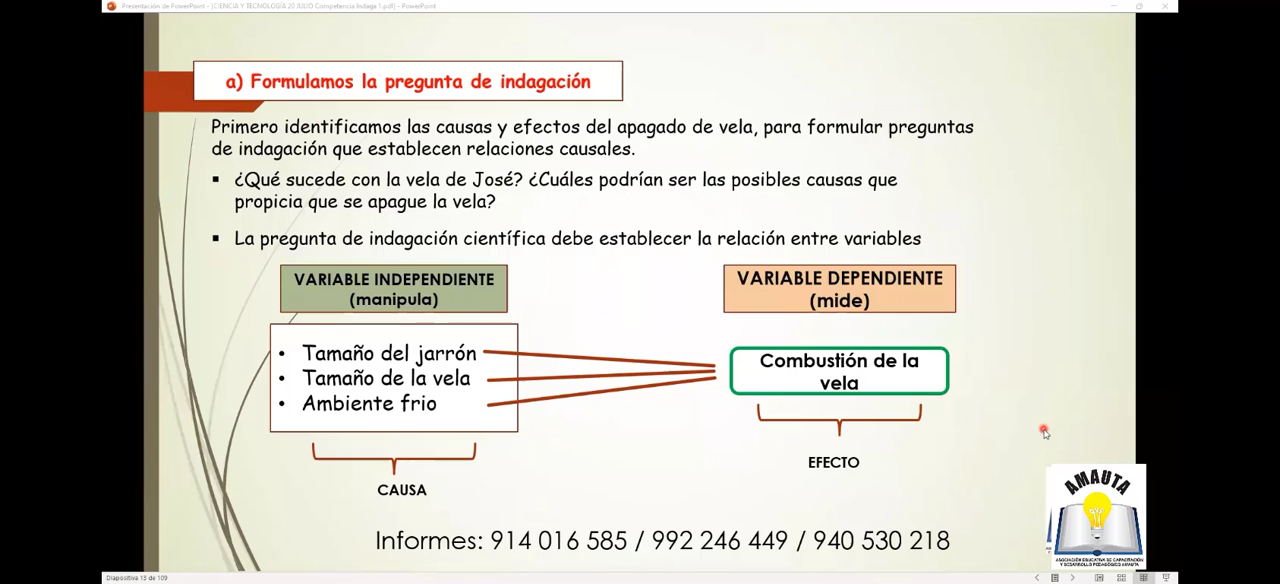 Presentación de PowerPoint - [CIENCIA Y TECNOLOGÍA 20 JULIO Competencia Indaga 1.pdf] - PowerPoint
a) Formulamos la pregunta de indagación
Primero identificamos las causas y efectos del apagado de vela, para formular preguntas
de indagación que establecen relaciones causales.
▪ ¿Qué sucede con la vela de José? ¿Cuáles podrían ser las posibles causas que
propicia que se apague la vela?
▪ La pregunta de indagación científica debe establecer la relación entre variables
VARIABLE INDEPENDIENTE
(manipula)
VARIABLE DEPENDIENTE
(mide)
• Tamaño del jarrón
• Tamaño de la vela
• Ambiente frio
Combustión de la
vela
CAUSA
EFECTO
AMAUTA
ASOCIACIÓN EDUCATIVA DE CAPACITACIÓN
Y DESARROLLO PEDAGÓGICO AMAUTA
Informes: 914 016 585 / 992 246 449 / 940 530 218
Diapositiva 13 de 109